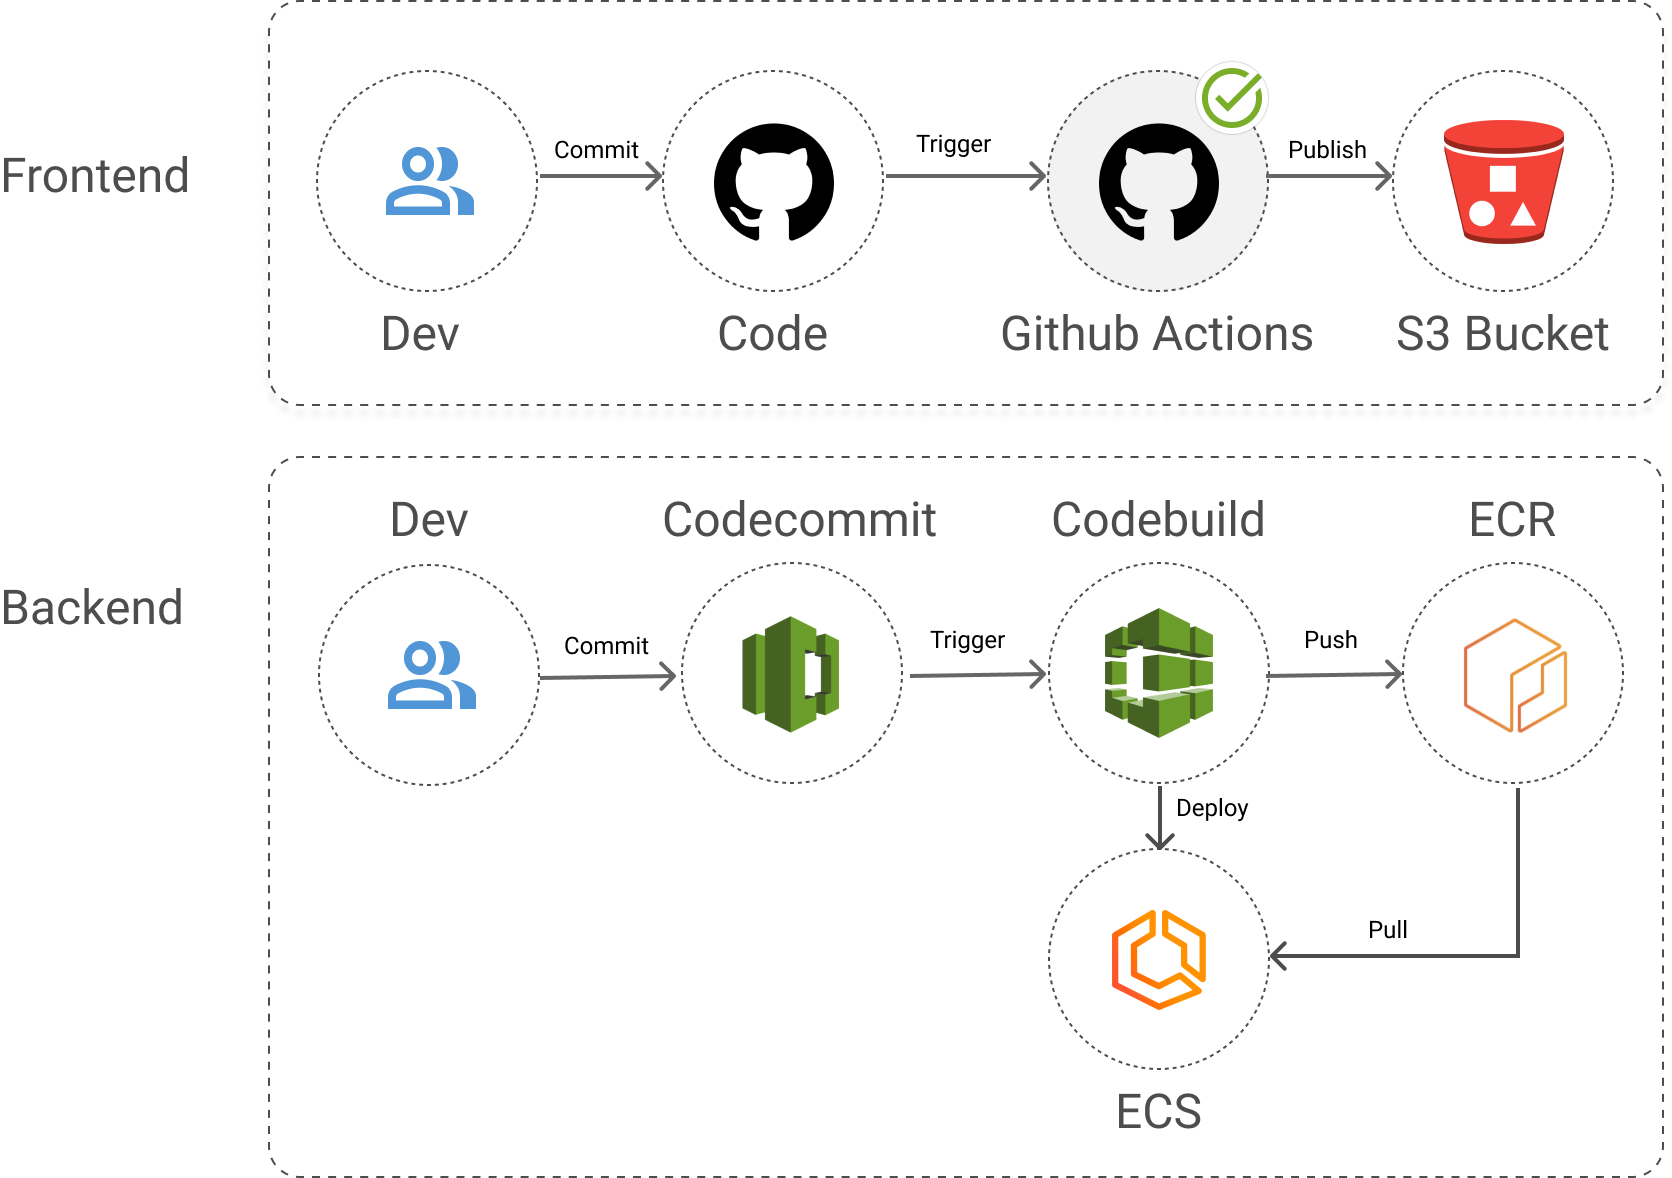 Frontend
Commit
Trigger
Publish
Dev
Code
Github Actions
S3 Bucket
Backend
Dev
Codecommit
Codebuild
ECR
Commit
Trigger
Push
Deploy
Pull
ECS